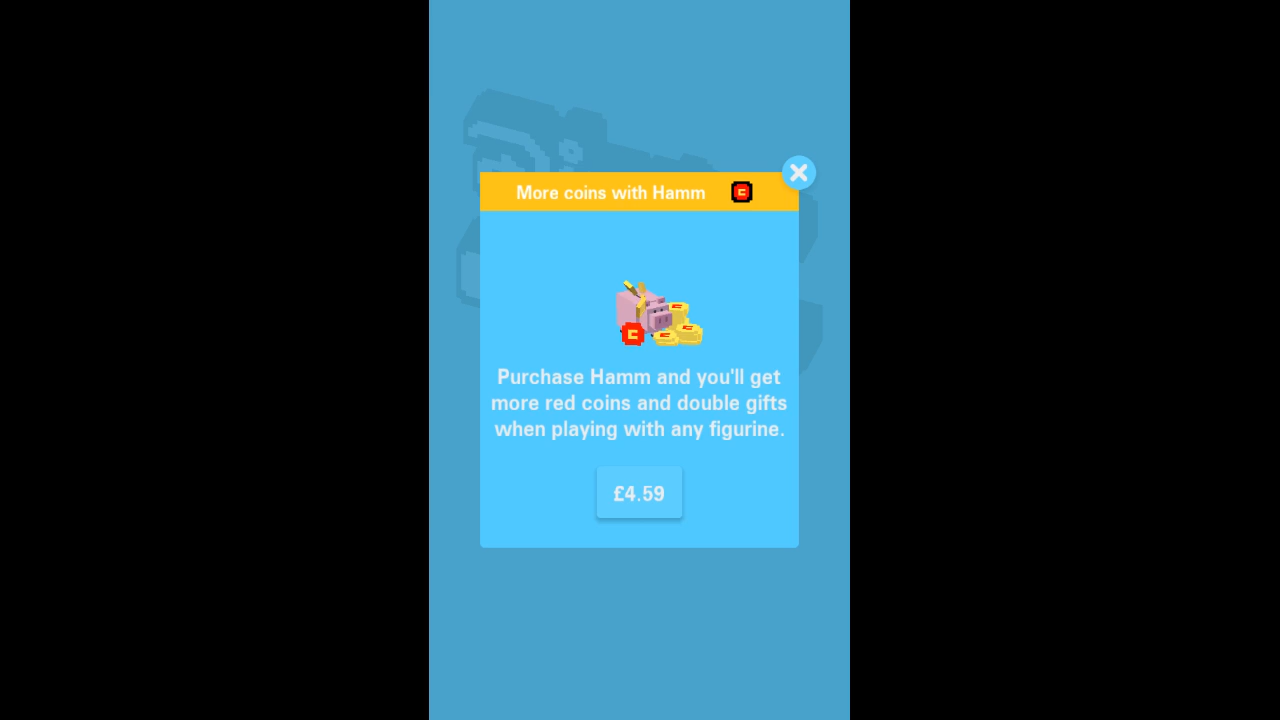 More coins with Hamm
Purchase Hamm and you'll get
more red coins and double gifts
when playing with any figurine.
£4.59